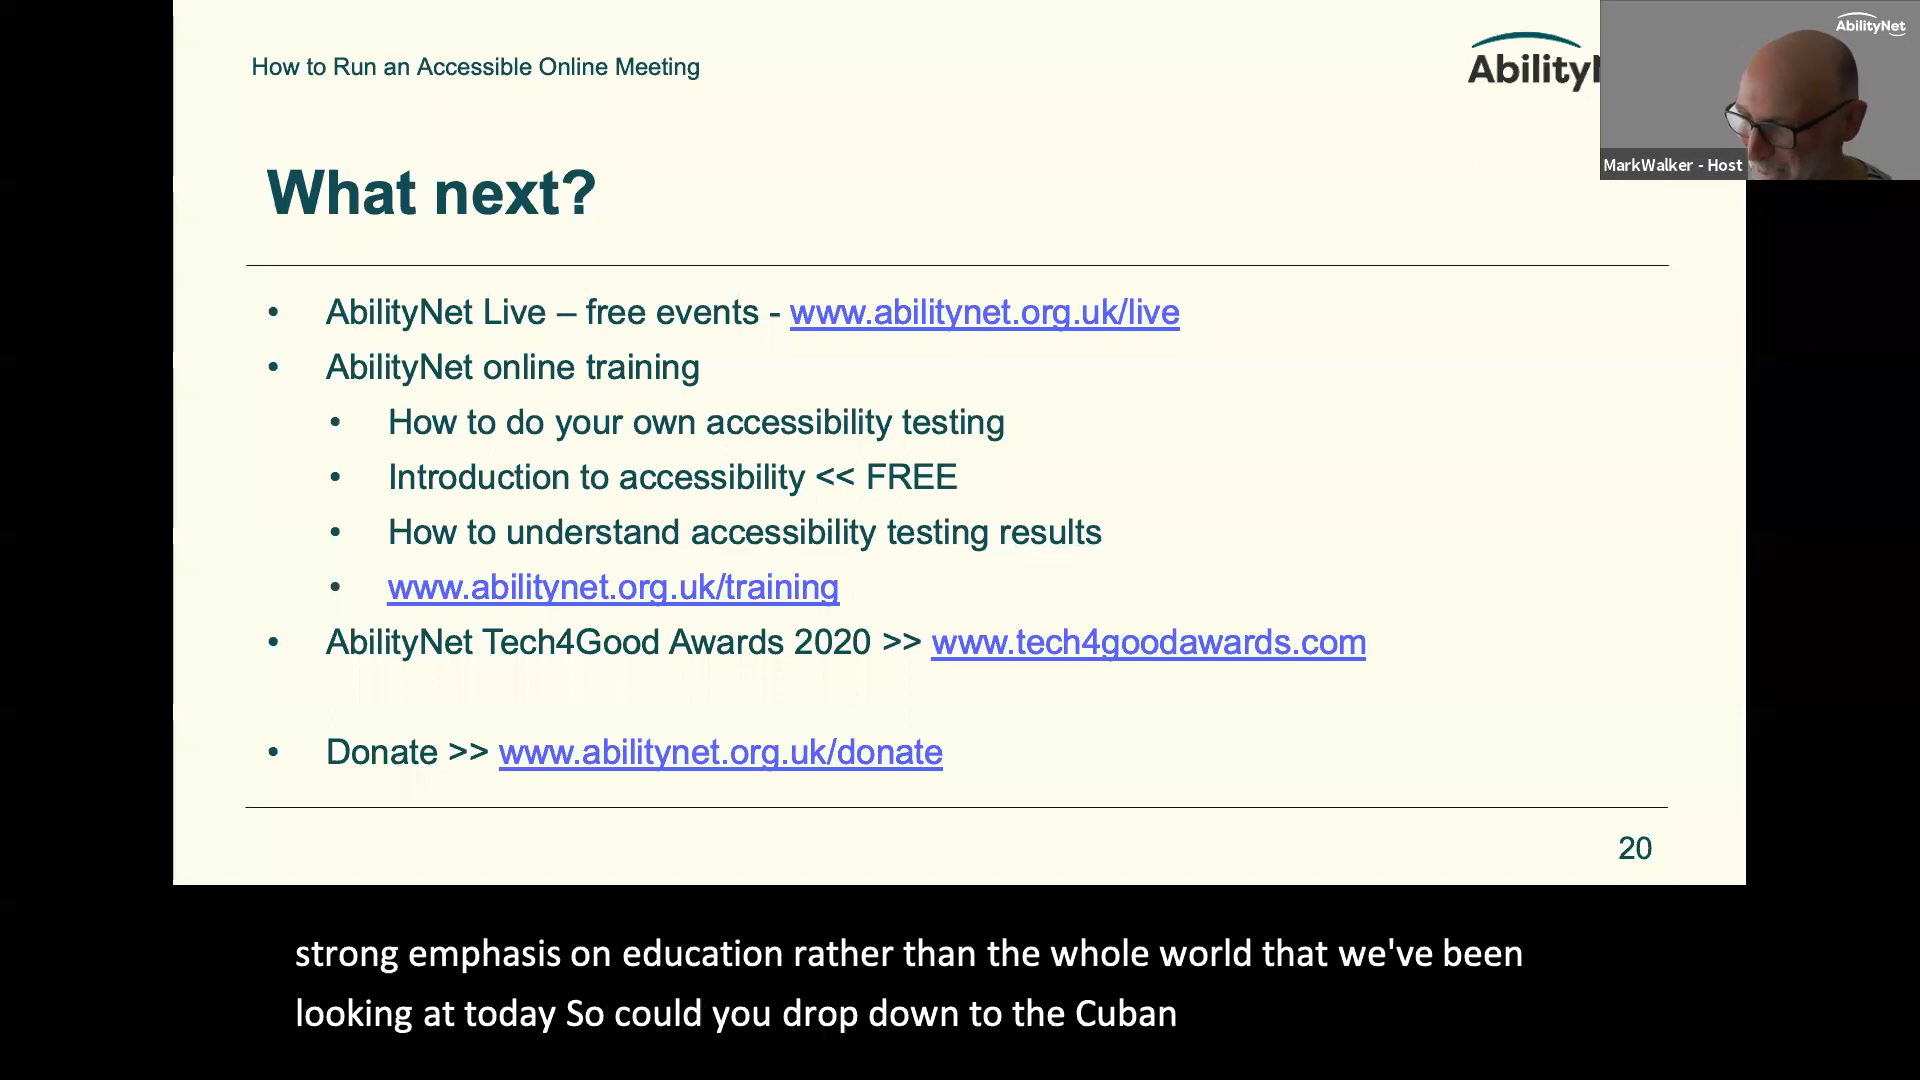 How to Run an Accessible Online Meeting
Ability
AbilityNet
MarkWalker - Host
What next?
• AbilityNet Live – free events - www.abilitynet.org.uk/live
• AbilityNet online training
• How to do your own accessibility testing
• Introduction to accessibility << FREE
• How to understand accessibility testing results
• www.abilitynet.org.uk/training
• AbilityNet Tech4Good Awards 2020 >> www.tech4goodawards.com
• Donate >> www.abilitynet.org.uk/donate
20
strong emphasis on education rather than the whole world that we've been
looking at today So could you drop down to the Cuban